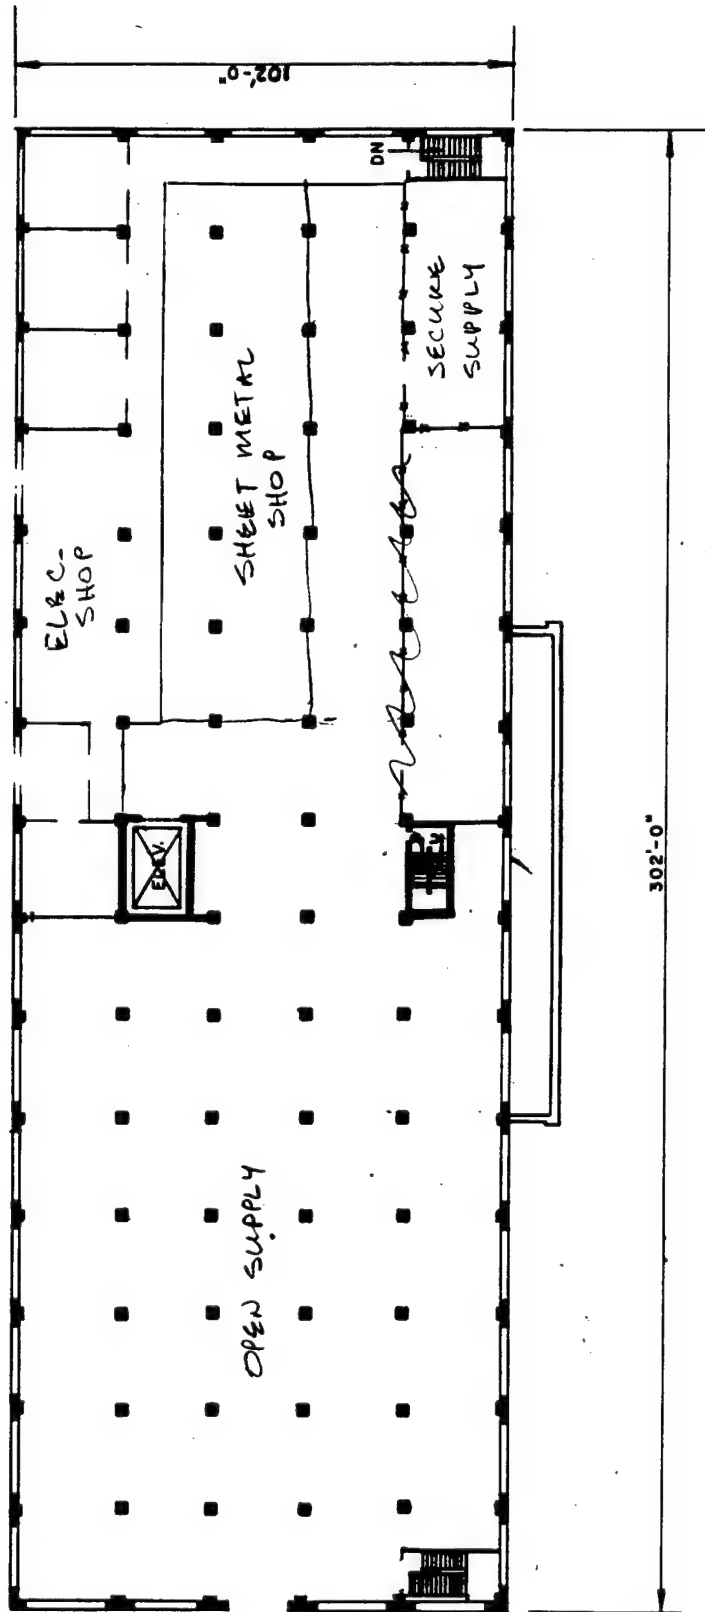 102'-0"
DN
SECURE
SUPPLY
SHEET METAL
SHOP
ELEC-
SHOP
ELEV.
302'-0"
OPEN SUPPLY